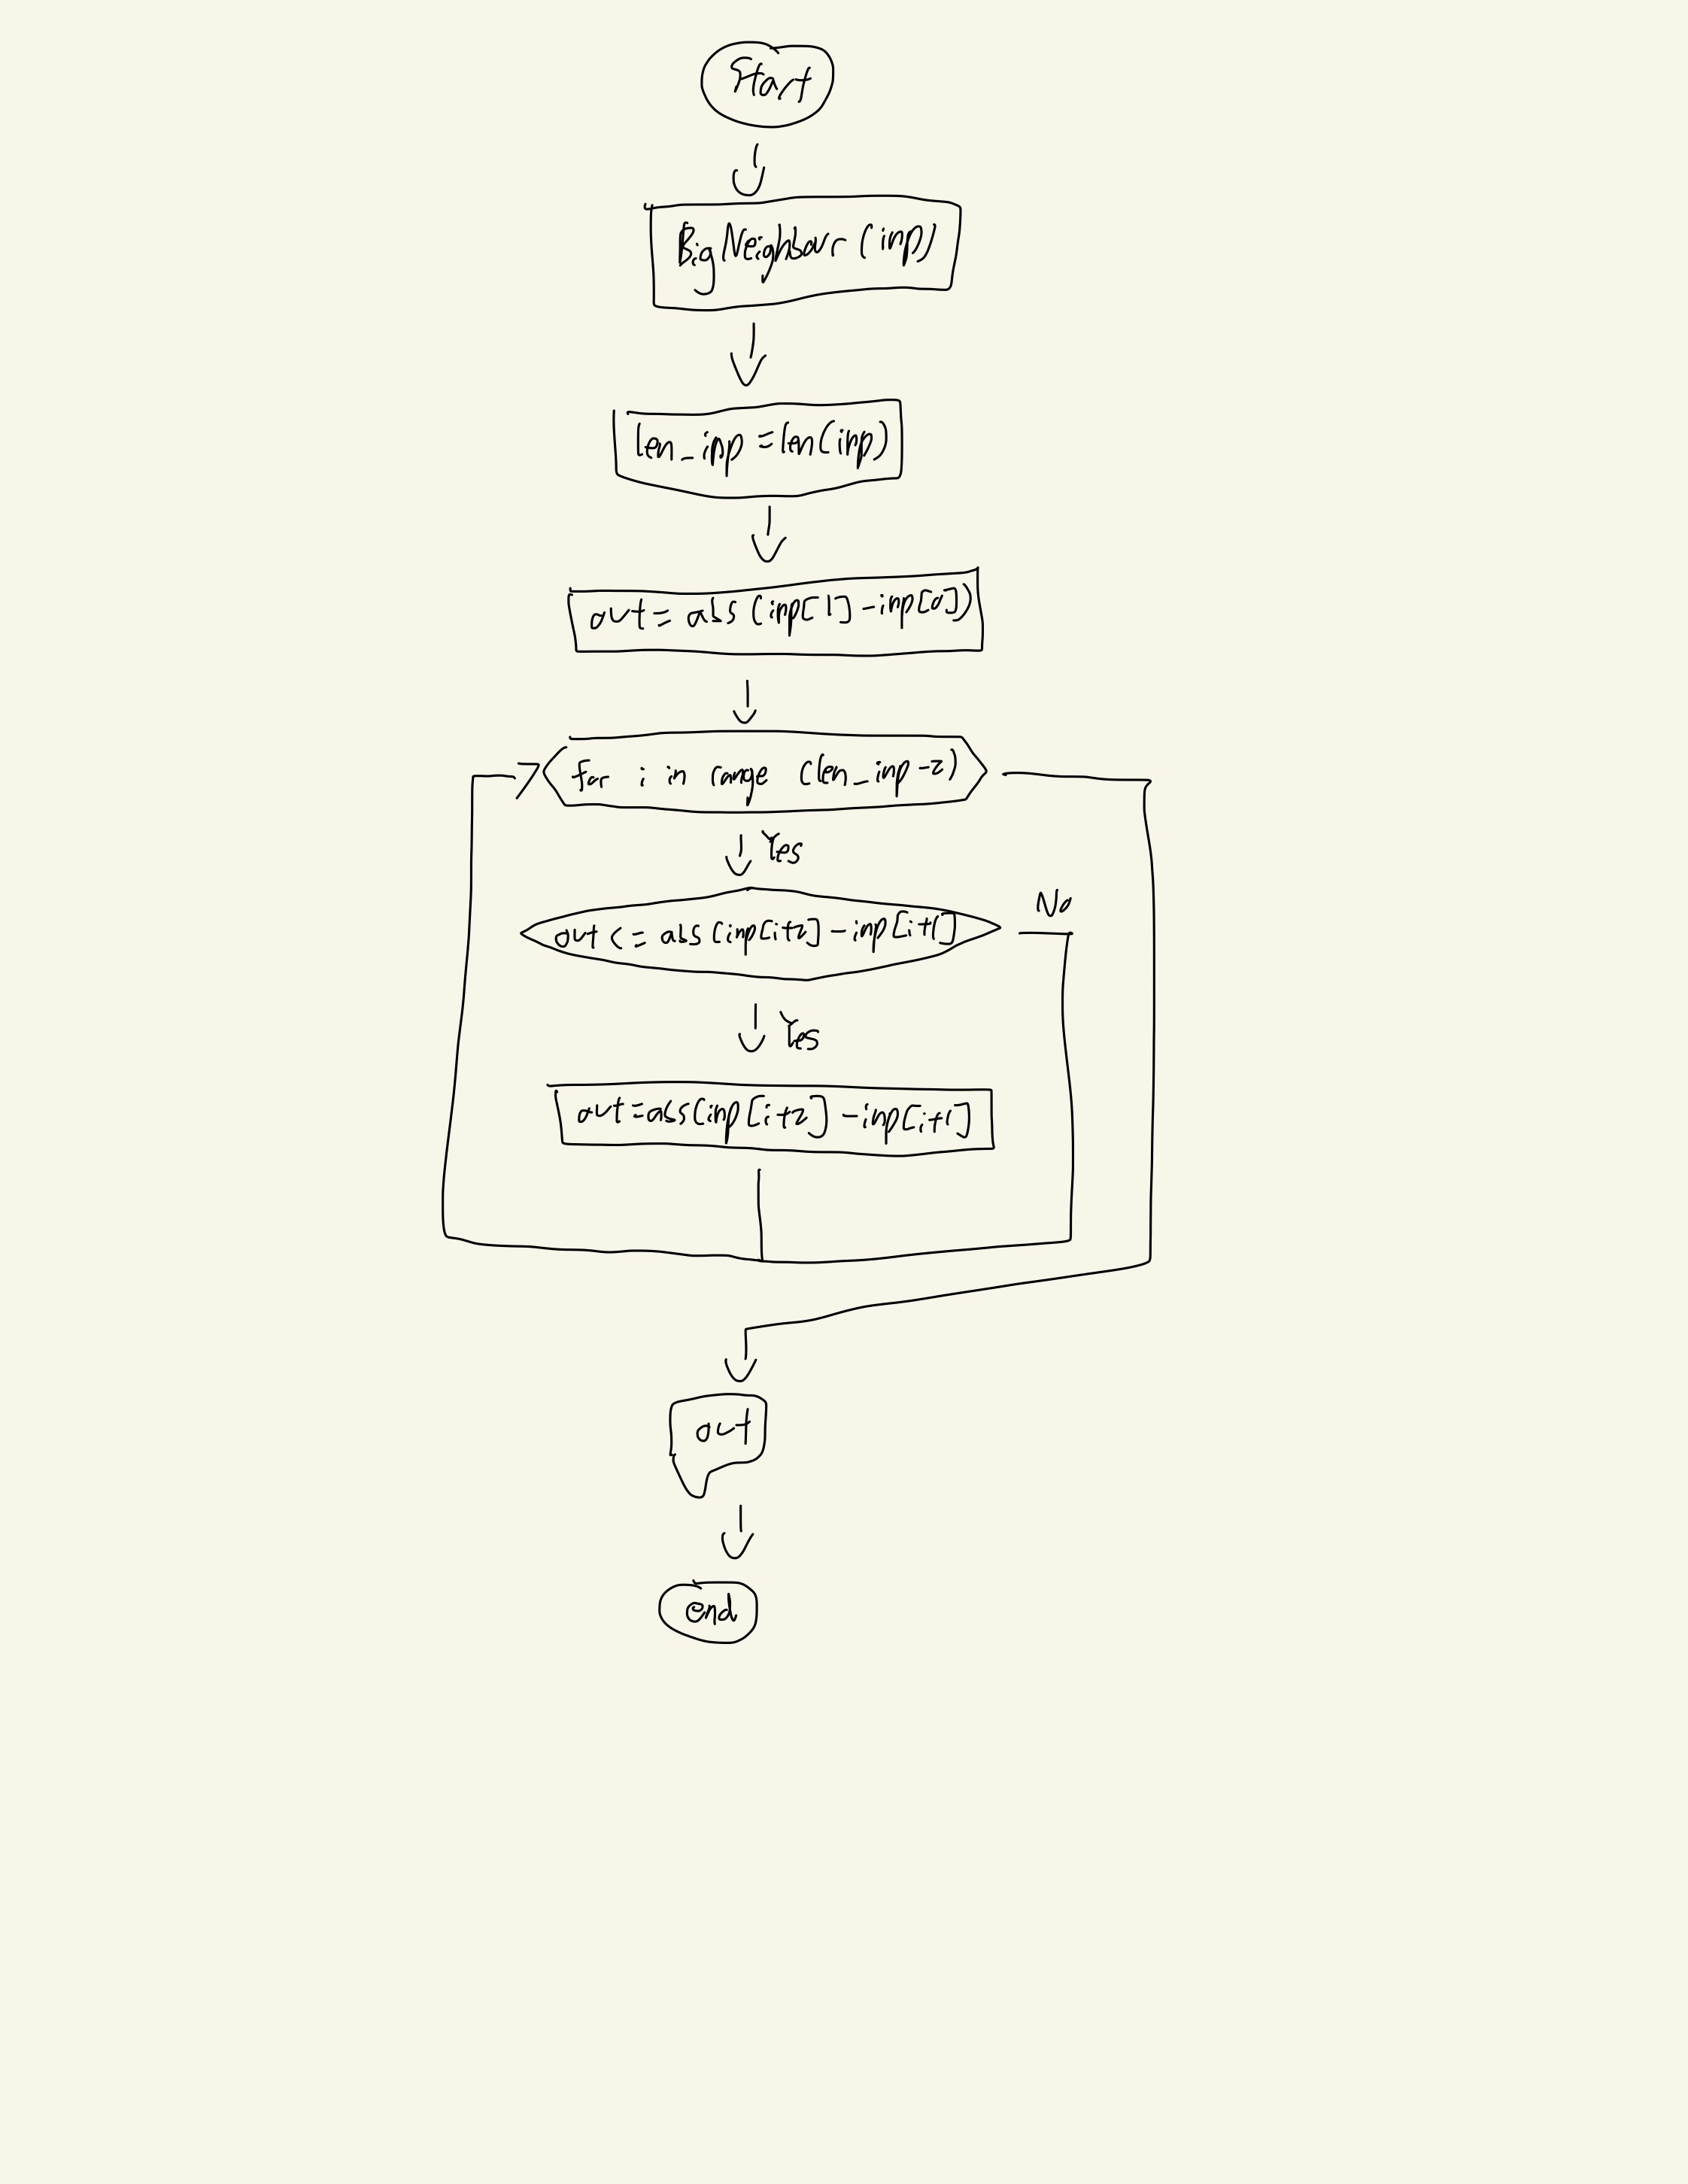 Start
BigNeighbour (inp)
len_inp = len(inp)
out = abs (inp[1] - inp[0])
for i in range (len_inp-2)
Yes
No
out <= abs (inp[i+2] - inp[i+1]
Yes
out = abs(inp[i+2] - inp[i+1]
out
end